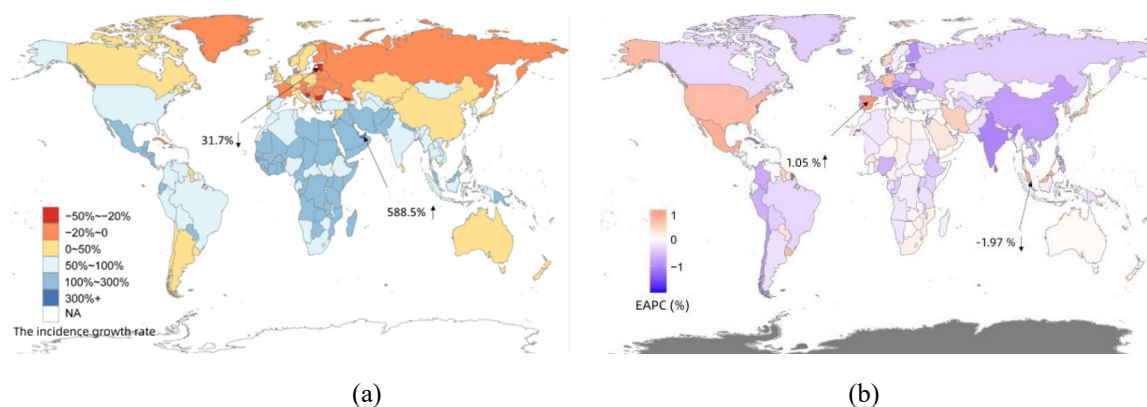 31.7% ↓
588.5% ↑
−50%~−20%
−20%~0
0~50%
50%~100%
100%~300%
300%+
NA
The incidence growth rate
(a)
1.05 % ↑
-1.97 % ↓
1
0
−1
EAPC (%)
(b)